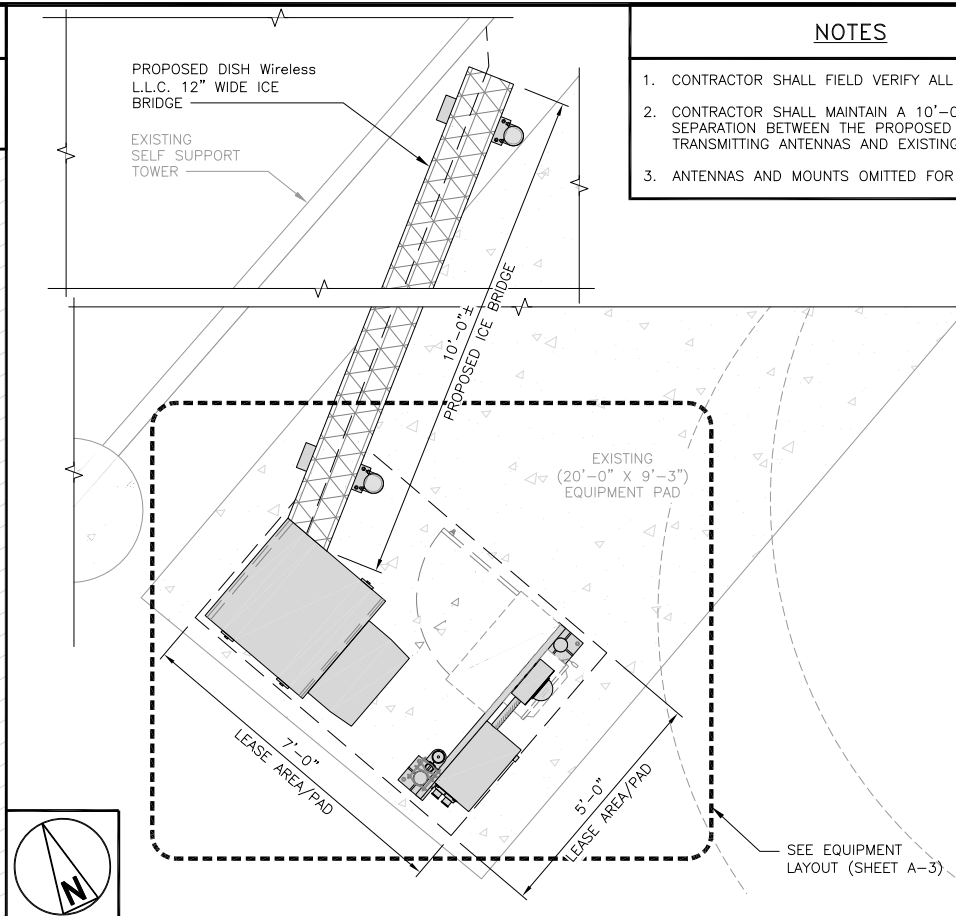 NOTES
1. CONTRACTOR SHALL FIELD VERIFY ALL
2. CONTRACTOR SHALL MAINTAIN A 10'-0
SEPARATION BETWEEN THE PROPOSED
TRANSMITTING ANTENNAS AND EXISTING
3. ANTENNAS AND MOUNTS OMITTED FOR
PROPOSED DISH Wireless
L.L.C. 12" WIDE ICE
BRIDGE
EXISTING
SELF SUPPORT
TOWER
10'-0"±
PROPOSED ICE BRIDGE
EXISTING
(20'-0" X 9'-3")
EQUIPMENT PAD
7'-0"
LEASE AREA/PAD
5'-0"
LEASE AREA/PAD
SEE EQUIPMENT
LAYOUT (SHEET A-3)
N